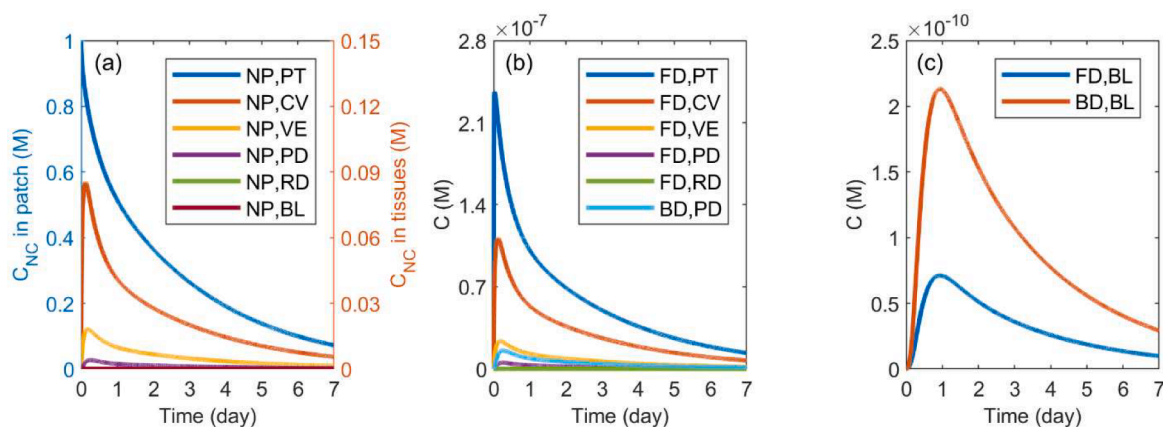 (a)
C_NC in patch (M)
1
0.8
0.6
0.4
0.2
0
0.15
0.12
0.09
0.06
0.03
0
C_NC in tissues (M)
NP,PT
NP,CV
NP,VE
NP,PD
NP,RD
NP,BL
0 1 2 3 4 5 6 7
Time (day)
×10⁻⁷
(b)
C (M)
2.8
2.1
1.4
0.7
0
FD,PT
FD,CV
FD,VE
FD,PD
FD,RD
BD,PD
0 1 2 3 4 5 6 7
Time (day)
×10⁻¹⁰
(c)
C (M)
2.5
2
1.5
1
0.5
0
FD,BL
BD,BL
0 1 2 3 4 5 6 7
Time (day)